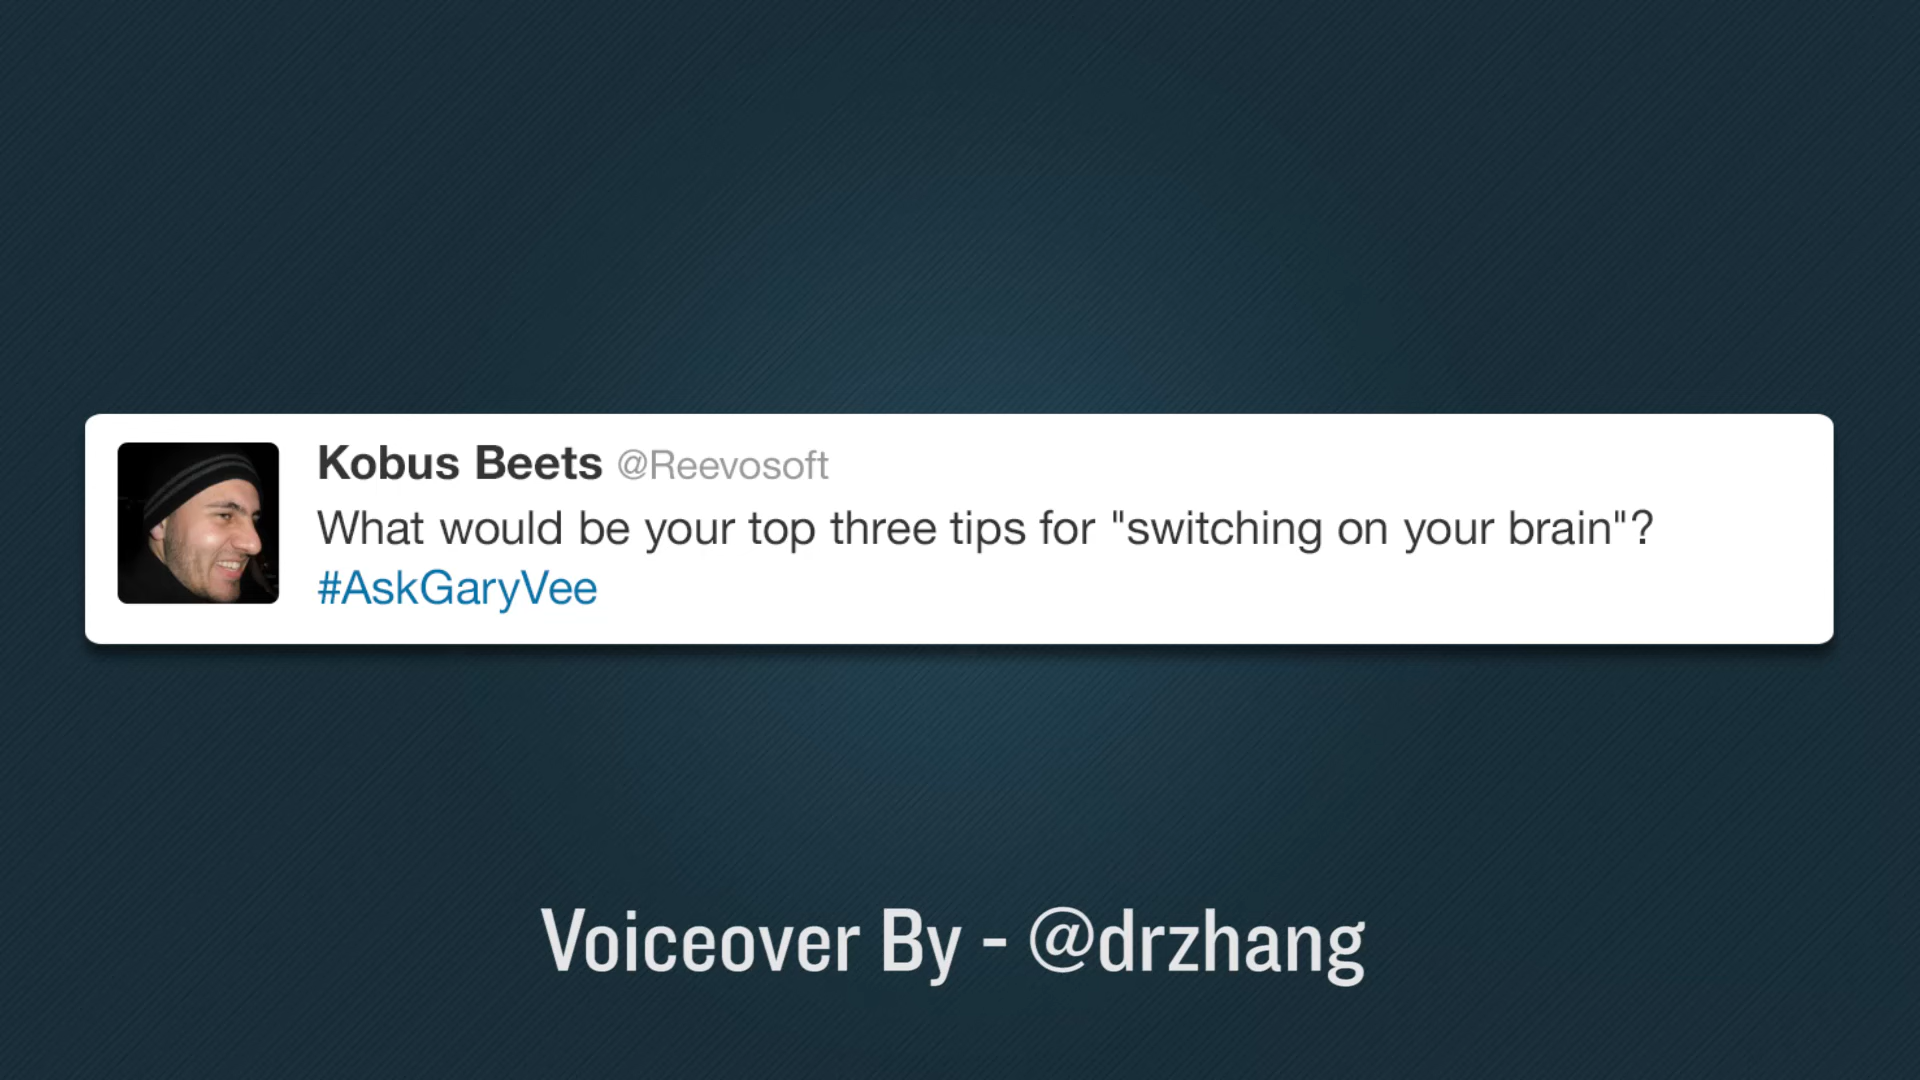 Kobus Beets @Reevosoft
What would be your top three tips for "switching on your brain"?
#AskGaryVee
Voiceover By - @drzhang